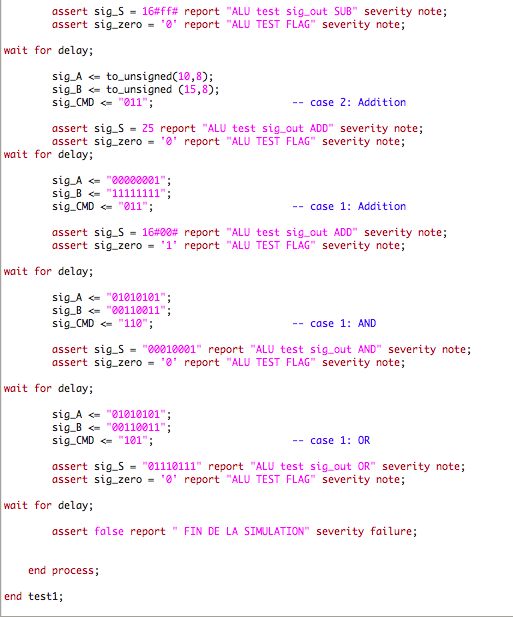 assert sig_S = 16#ff# report "ALU test sig_out SUB" severity note;
assert sig_zero = '0' report "ALU TEST FLAG" severity note;
wait for delay;
sig_A <= to_unsigned(10,8);
sig_B <= to_unsigned (15,8);
sig_CMD <= "011"; -- case 2: Addition
assert sig_S = 25 report "ALU test sig_out ADD" severity note;
assert sig_zero = '0' report "ALU TEST FLAG" severity note;
wait for delay;
sig_A <= "00000001";
sig_B <= "11111111";
sig_CMD <= "011"; -- case 1: Addition
assert sig_S = 16#00# report "ALU test sig_out ADD" severity note;
assert sig_zero = '1' report "ALU TEST FLAG" severity note;
wait for delay;
sig_A <= "01010101";
sig_B <= "00110011";
sig_CMD <= "110"; -- case 1: AND
assert sig_S = "00010001" report "ALU test sig_out AND" severity note;
assert sig_zero = '0' report "ALU TEST FLAG" severity note;
wait for delay;
sig_A <= "01010101";
sig_B <= "00110011";
sig_CMD <= "101"; -- case 1: OR
assert sig_S = "01110111" report "ALU test sig_out OR" severity note;
assert sig_zero = '0' report "ALU TEST FLAG" severity note;
wait for delay;
assert false report " FIN DE LA SIMULATION" severity failure;
end process;
end test1;